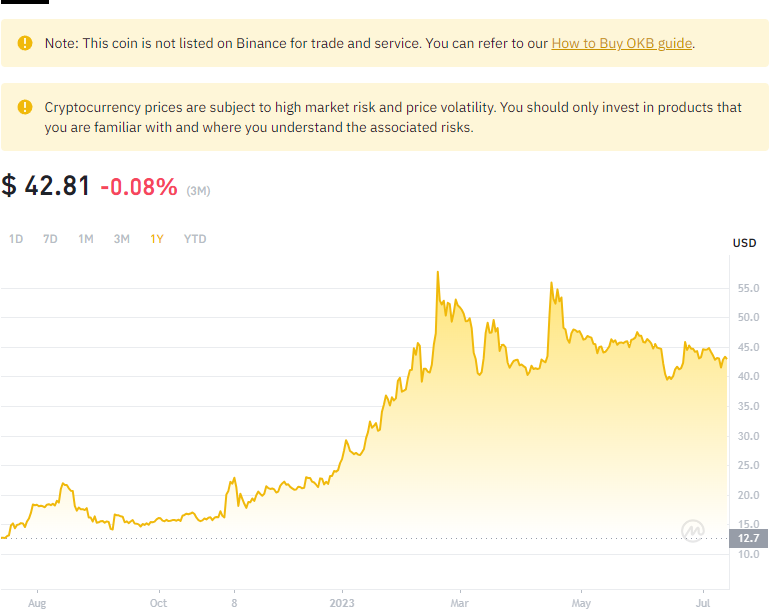 Note: This coin is not listed on Binance for trade and service. You can refer to our How to Buy OKB guide.
Cryptocurrency prices are subject to high market risk and price volatility. You should only invest in products that
you are familiar with and where you understand the associated risks.
$ 42.81 -0.08% (3M)
1D 7D 1M 3M 1Y YTD
USD
55.0
50.0
45.0
40.0
35.0
30.0
25.0
20.0
15.0
12.7
10.0
Aug Oct 8 2023 Mar May Jul